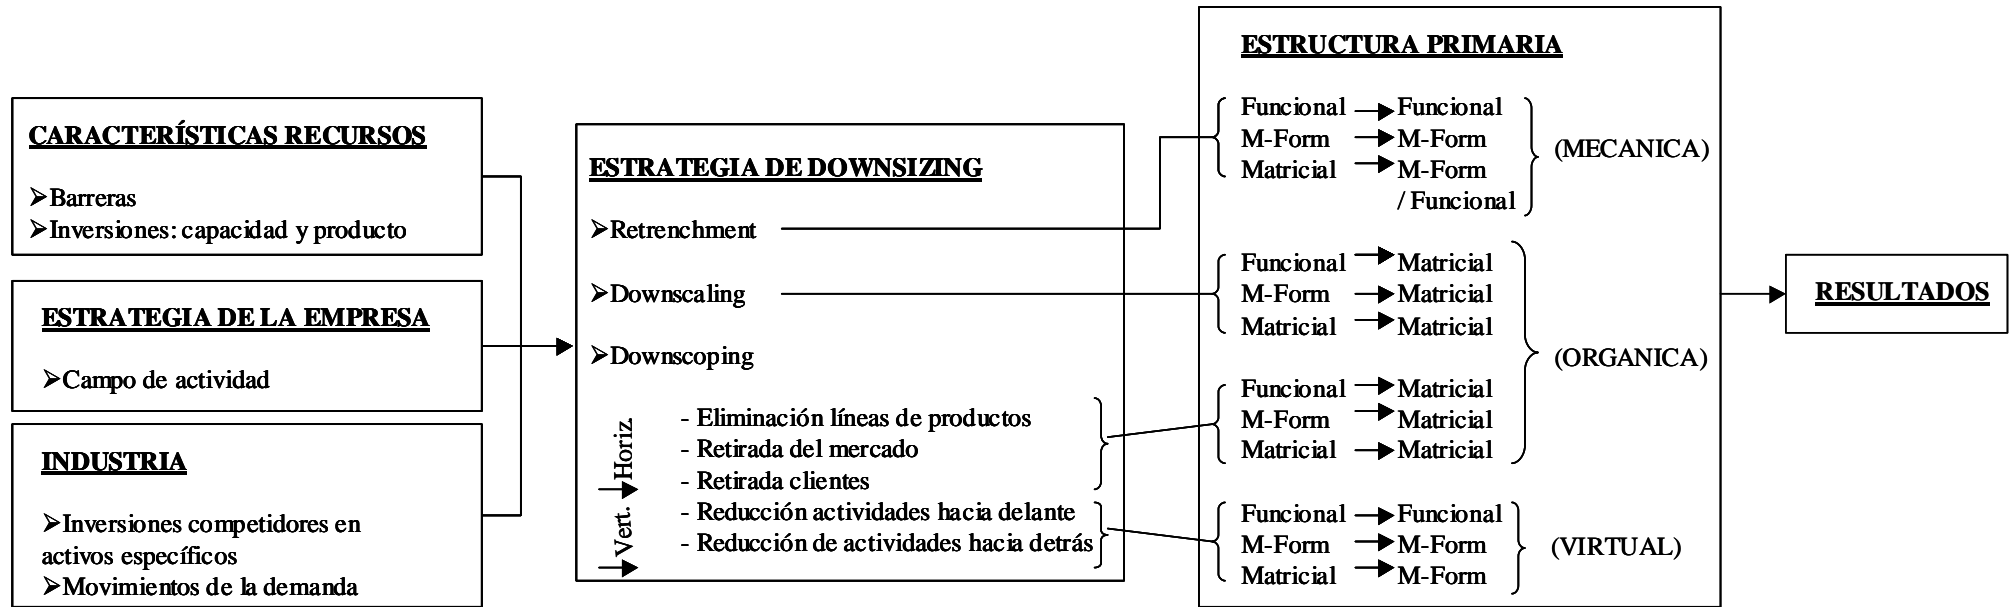 CARACTERÍSTICAS RECURSOS
➢Barreras
➢Inversiones: capacidad y producto
ESTRATEGIA DE LA EMPRESA
➢Campo de actividad
INDUSTRIA
➢Inversiones competidores en
activos específicos
➢Movimientos de la demanda
ESTRATEGIA DE DOWNSIZING
➢Retrenchment
➢Downscaling
➢Downscoping
Horiz.
- Eliminación líneas de productos
- Retirada del mercado
- Retirada clientes
Vert.
- Reducción actividades hacia delante
- Reducción de actividades hacia detrás
ESTRUCTURA PRIMARIA
Funcional → Funcional
M-Form → M-Form
Matricial → M-Form
/ Funcional
(MECANICA)
Funcional → Matricial
M-Form → Matricial
Matricial → Matricial
(ORGANICA)
Funcional → Matricial
M-Form → Matricial
Matricial → Matricial
Funcional → Funcional
M-Form → M-Form
Matricial → M-Form
(VIRTUAL)
RESULTADOS